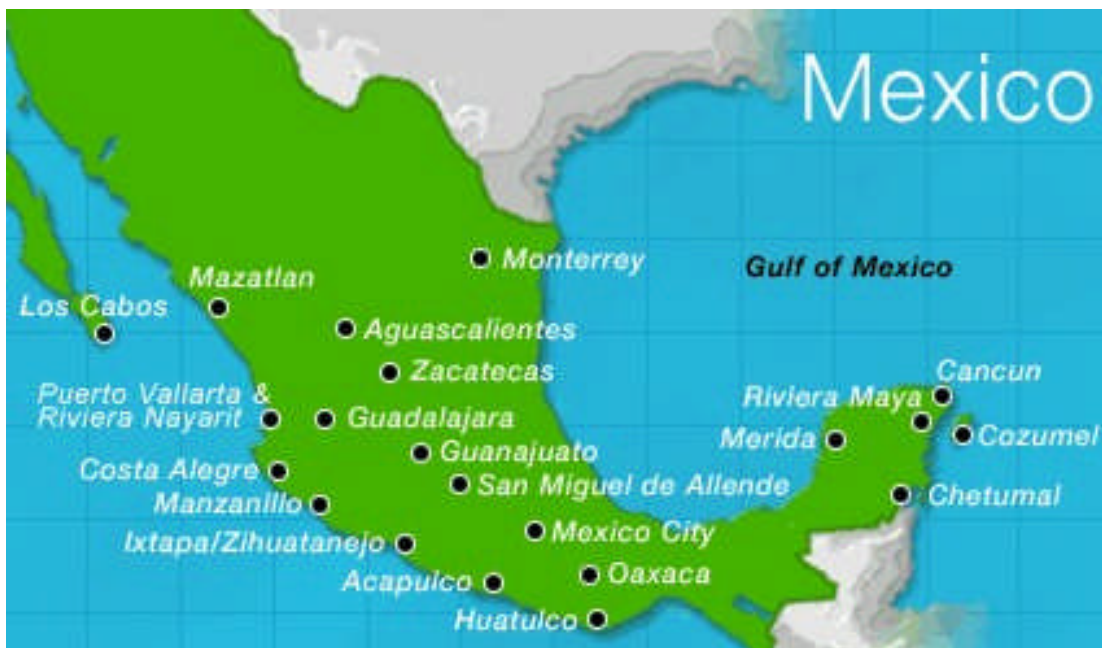 Mexico
Monterrey
Gulf of Mexico
Mazatlan
Los Cabos
Aguascalientes
Zacatecas
Cancun
Puerto Vallarta &
Riviera Nayarit
Guadalajara
Riviera Maya
Merida
Cozumel
Guanajuato
Costa Alegre
San Miguel de Allende
Chetumal
Manzanillo
Mexico City
Ixtapa/Zihuatanejo
Oaxaca
Acapulco
Huatulco